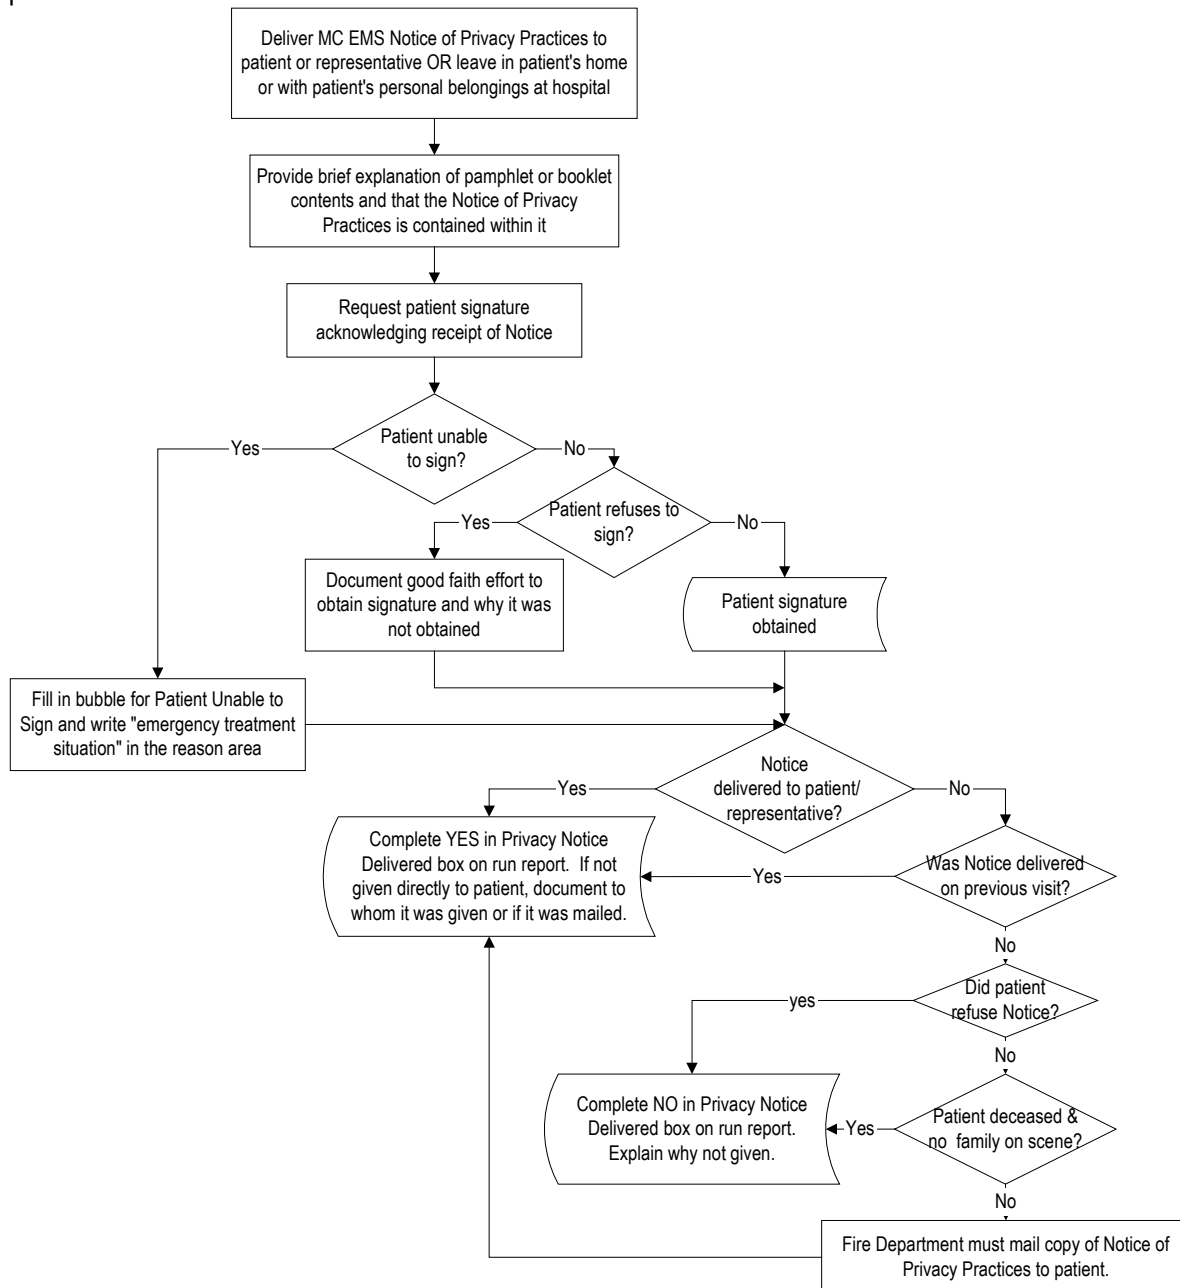 Deliver MC EMS Notice of Privacy Practices to
patient or representative OR leave in patient's home
or with patient's personal belongings at hospital
Provide brief explanation of pamphlet or booklet
contents and that the Notice of Privacy
Practices is contained within it
Request patient signature
acknowledging receipt of Notice
Patient unable
to sign?
Yes
No
Patient refuses to
sign?
Yes
No
Document good faith effort to
obtain signature and why it was
not obtained
Patient signature
obtained
Fill in bubble for Patient Unable to
Sign and write "emergency treatment
situation" in the reason area
Notice
delivered to patient/
representative?
Yes
No
Complete YES in Privacy Notice
Delivered box on run report. If not
given directly to patient, document to
whom it was given or if it was mailed.
Yes
Was Notice delivered
on previous visit?
No
Did patient
refuse Notice?
yes
No
Complete NO in Privacy Notice
Delivered box on run report.
Explain why not given.
Yes
Patient deceased &
no family on scene?
No
Fire Department must mail copy of Notice of
Privacy Practices to patient.